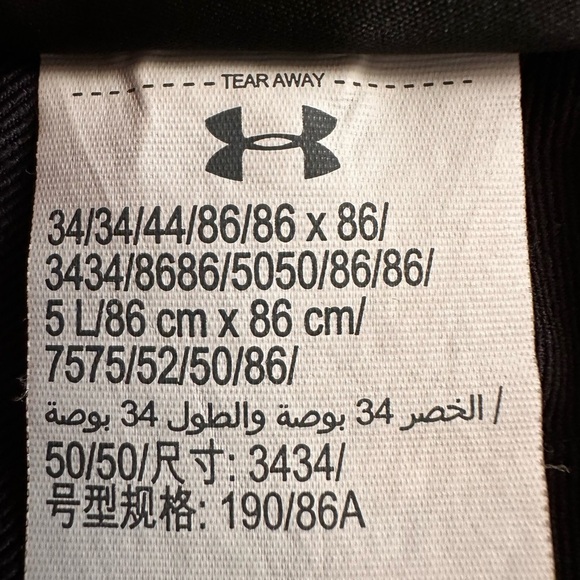 TEAR AWAY
34/34/44/86/86 x 86/
3434/8686/5050/86/86/
5 L/86 cm x 86 cm/
7575/52/50/86/
الخصر 34 بوصة والطول 34 بوصة /
50/50/尺寸: 3434/
号型规格: 190/86A